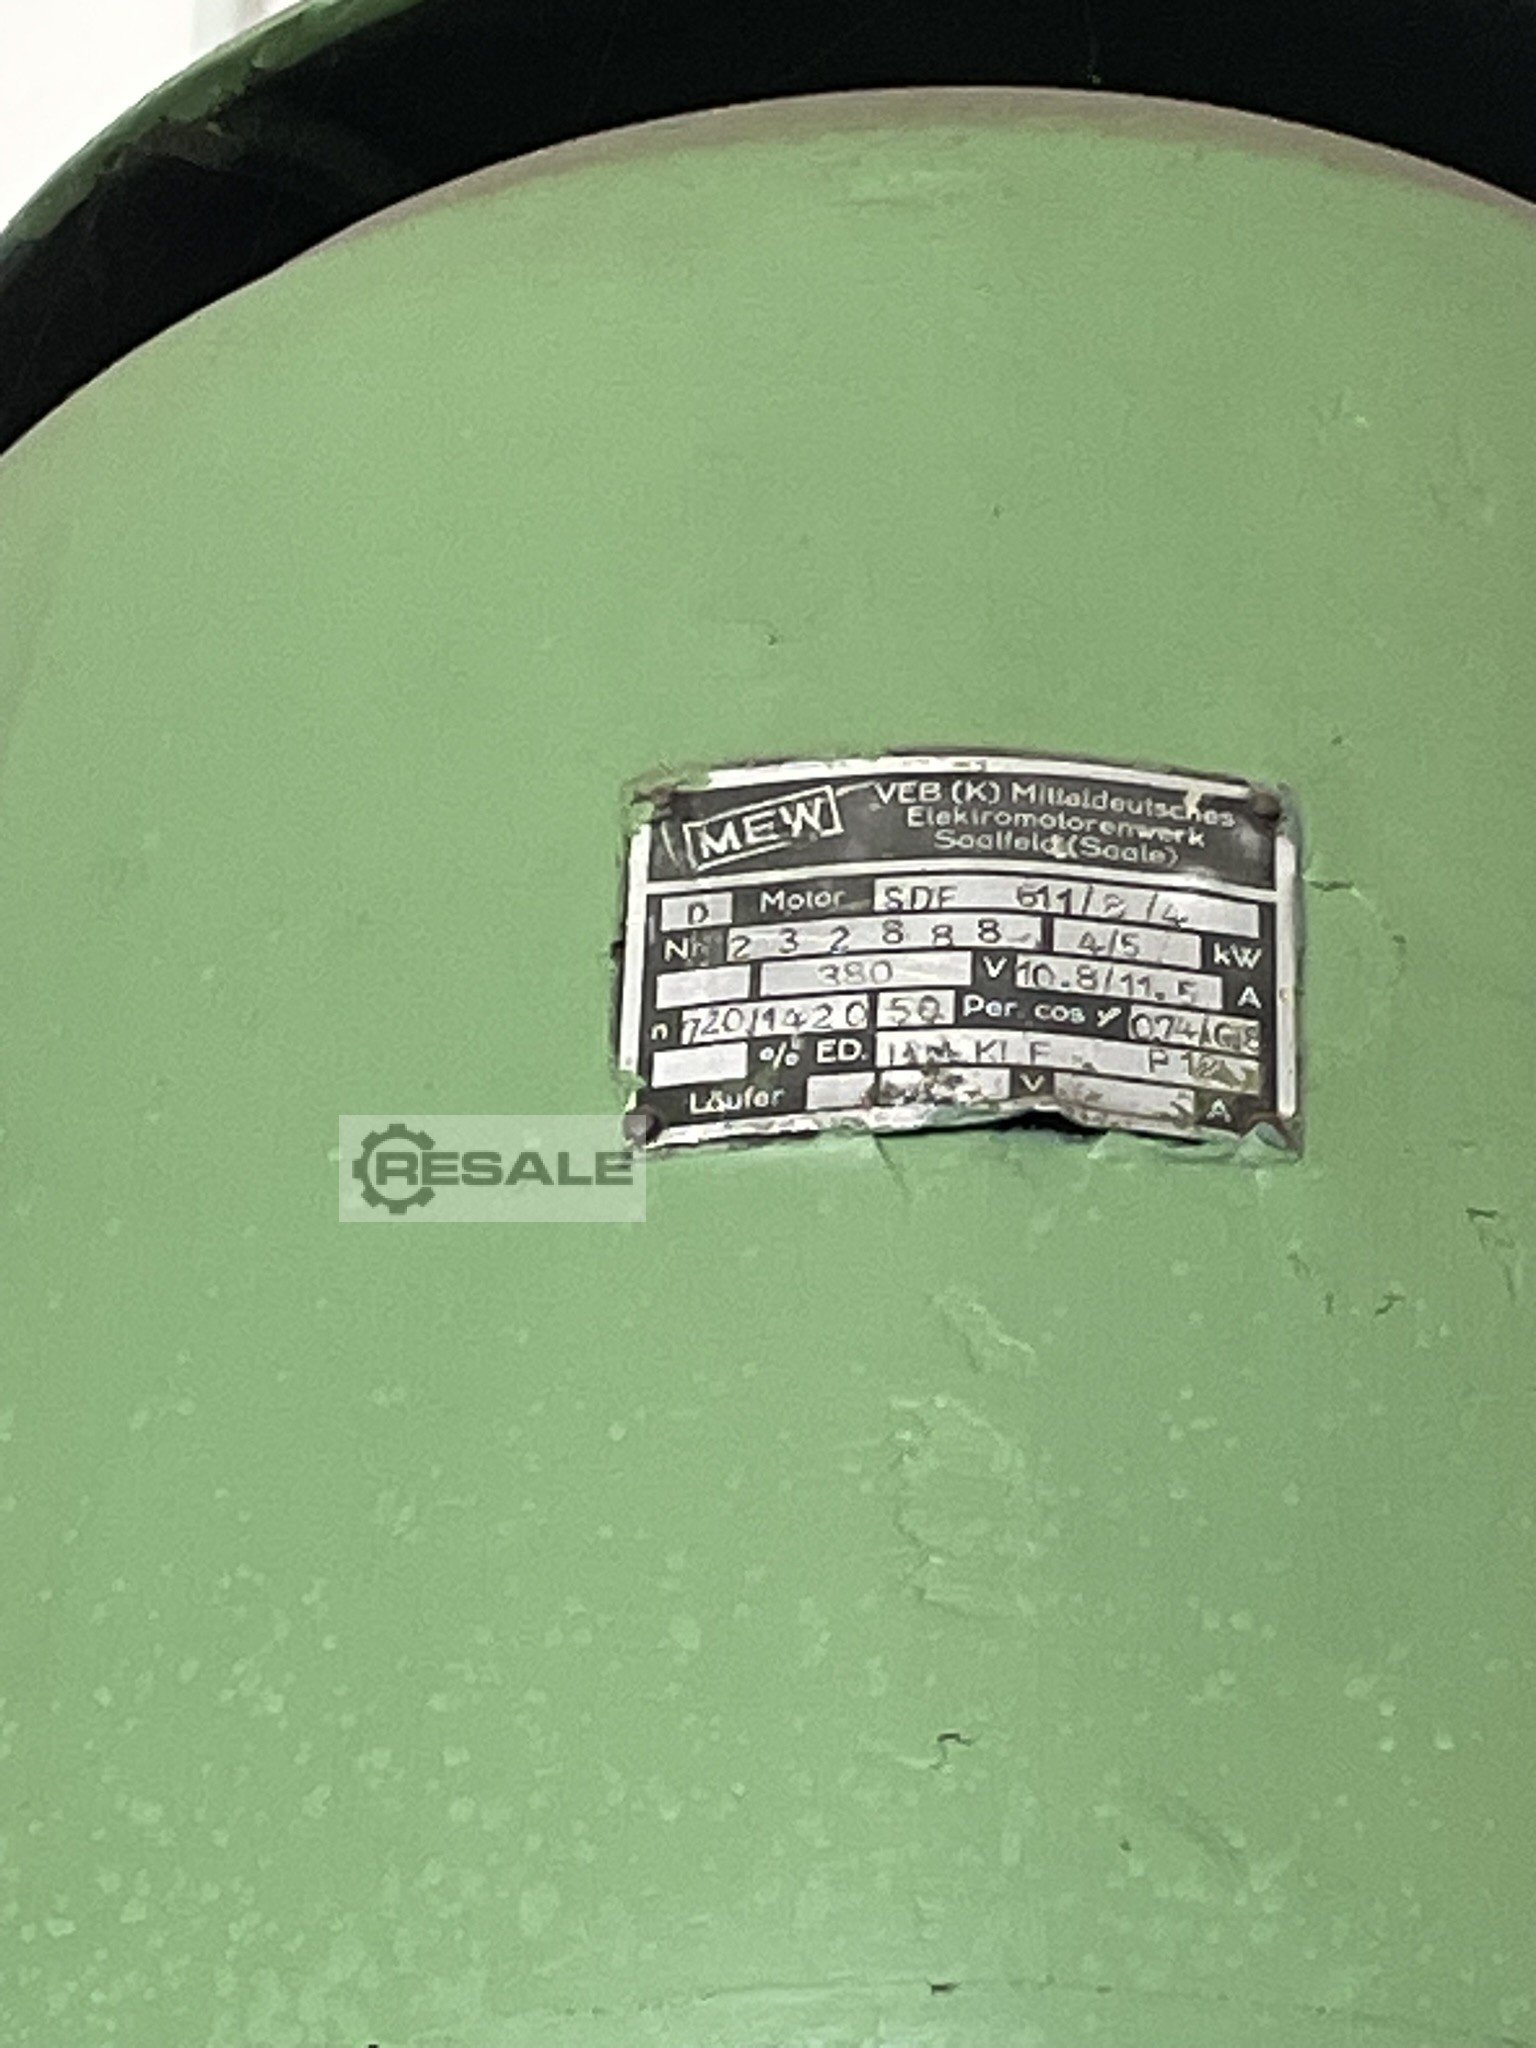 MEW VEB (K) Mitteldeutsches
Elektromotorenwerk
Saalfeld (Saale)
D Motor SDF 611/8/4
Nr. 232888 4/5 kW
380 V 10.8/11.5 A
n 720/1420 50 Per. cos φ
% ED. P
Läufer V A
RESALE